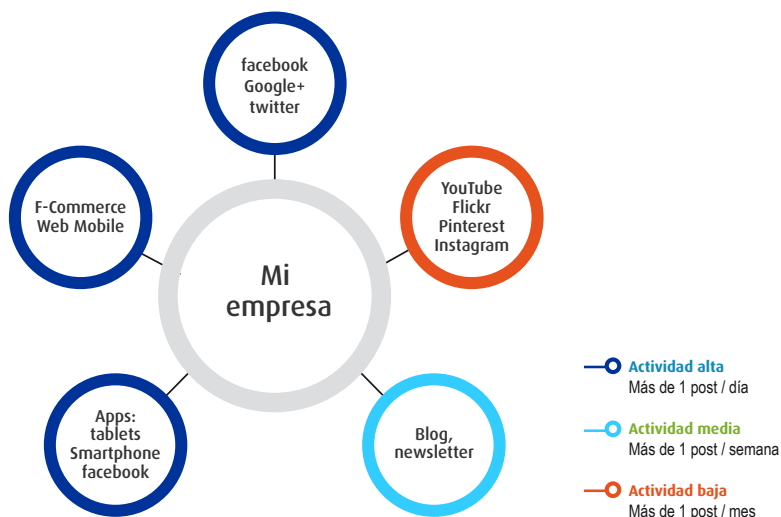 facebook
Google+
twitter
F-Commerce
Web Mobile
YouTube
Flickr
Pinterest
Instagram
Mi
empresa
Apps:
tablets
Smartphone
facebook
Blog,
newsletter
Actividad alta
Más de 1 post / día
Actividad media
Más de 1 post / semana
Actividad baja
Más de 1 post / mes